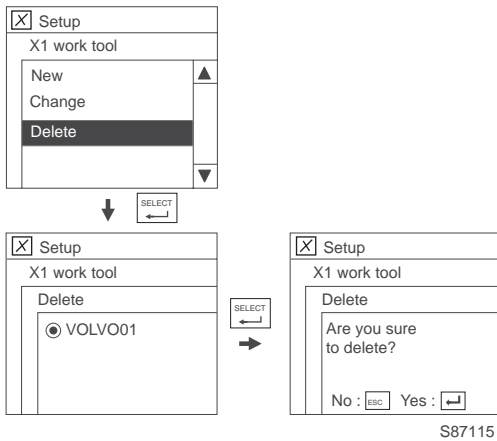 X Setup
X1 work tool
New
Change
Delete
SELECT
X Setup
X1 work tool
Delete
VOLVO01
SELECT
X Setup
X1 work tool
Delete
Are you sure
to delete?
No : ESC Yes :
S87115